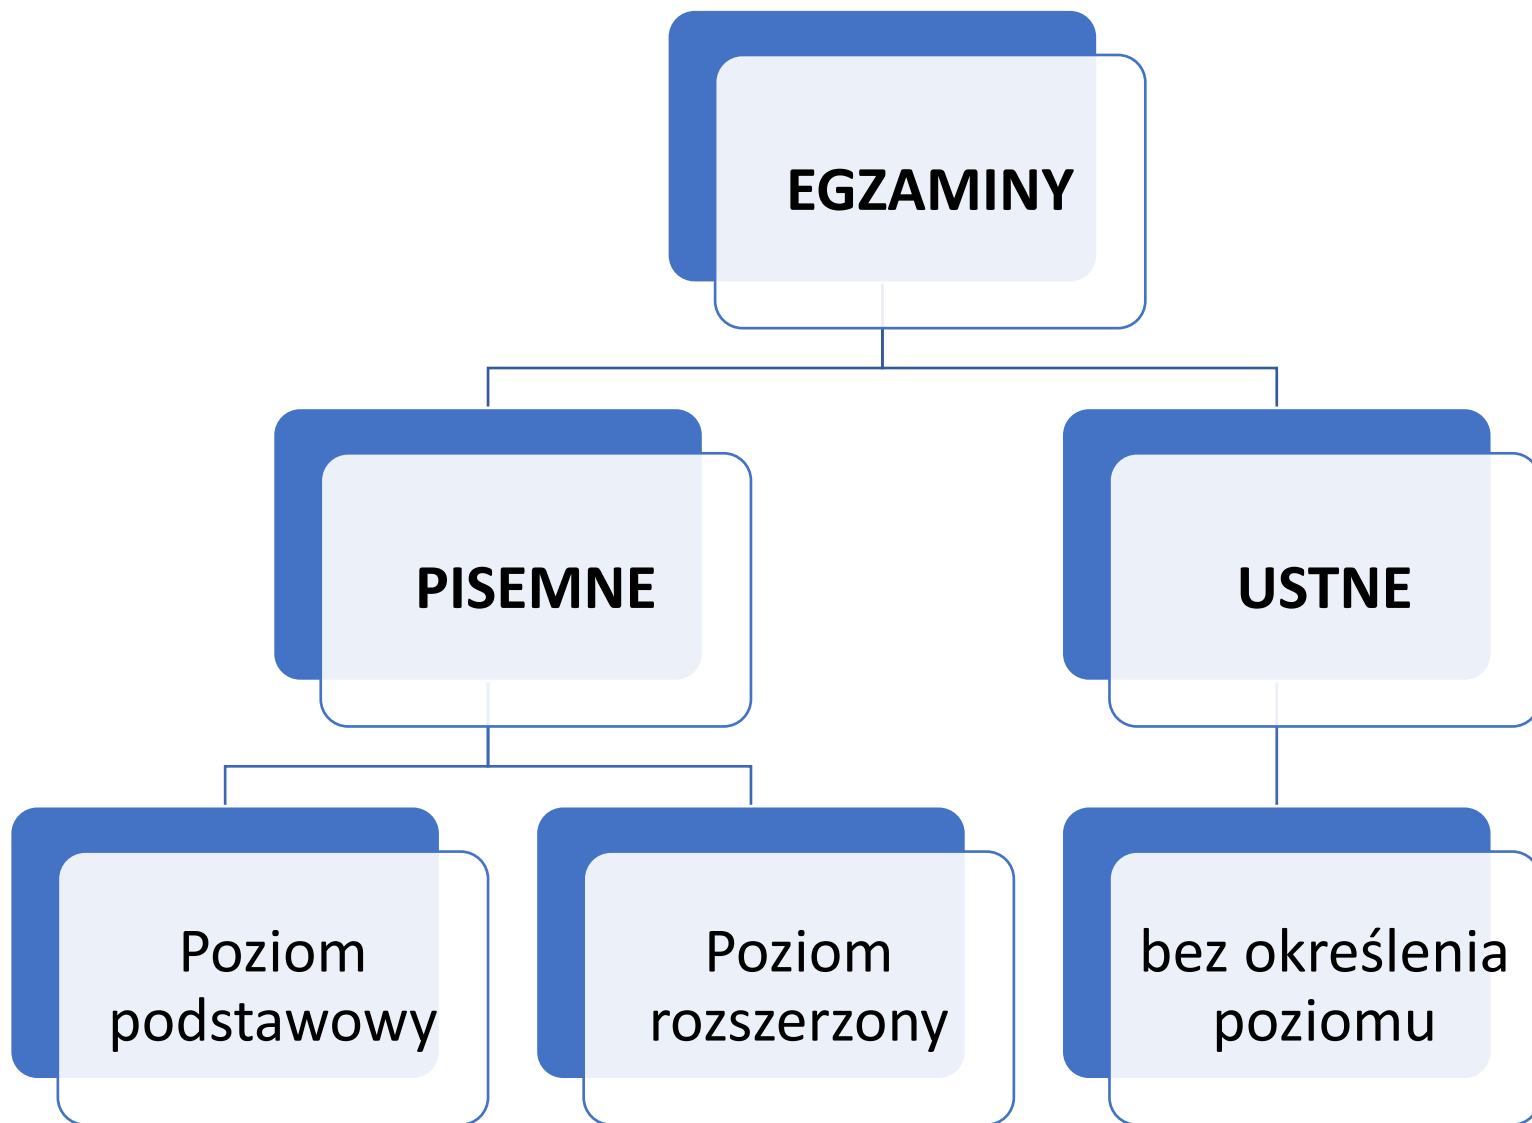 EGZAMINY
PISEMNE
USTNE
Poziom
podstawowy
Poziom
rozszerzony
bez określenia
poziomu